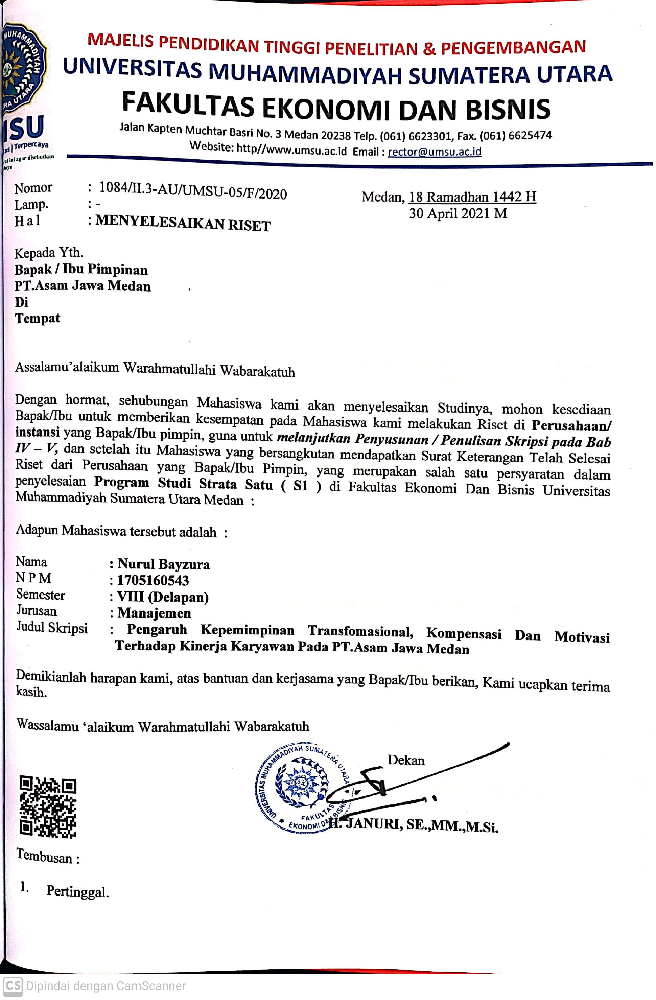 MAJELIS PENDIDIKAN TINGGI PENELITIAN & PENGEMBANGAN
UNIVERSITAS MUHAMMADIYAH SUMATERA UTARA
FAKULTAS EKONOMI DAN BISNIS
Jalan Kapten Muchtar Basri No. 3 Medan 20238 Telp. (061) 6623301, Fax. (061) 6625474
Website: http//www.umsu.ac.id Email : rector@umsu.ac.id
MUHAMMADIYAH
RA UTARA
SU
as | Terpercaya
at ini agar disebutkan
Nomor : 1084/II.3-AU/UMSU-05/F/2020
Medan, 18 Ramadhan 1442 H
Lamp. : -
30 April 2021 M
H a l : MENYELESAIKAN RISET
Kepada Yth.
Bapak / Ibu Pimpinan
PT.Asam Jawa Medan
Di
Tempat
Assalamu’alaikum Warahmatullahi Wabarakatuh
Dengan hormat, sehubungan Mahasiswa kami akan menyelesaikan Studinya, mohon kesediaan
Bapak/Ibu untuk memberikan kesempatan pada Mahasiswa kami melakukan Riset di Perusahaan/
instansi yang Bapak/Ibu pimpin, guna untuk melanjutkan Penyusunan / Penulisan Skripsi pada Bab
IV – V, dan setelah itu Mahasiswa yang bersangkutan mendapatkan Surat Keterangan Telah Selesai
Riset dari Perusahaan yang Bapak/Ibu Pimpin, yang merupakan salah satu persyaratan dalam
penyelesaian Program Studi Strata Satu ( S1 ) di Fakultas Ekonomi Dan Bisnis Universitas
Muhammadiyah Sumatera Utara Medan :
Adapun Mahasiswa tersebut adalah :
Nama : Nurul Bayzura
N P M : 1705160543
Semester : VIII (Delapan)
Jurusan : Manajemen
Judul Skripsi : Pengaruh Kepemimpinan Transfomasional, Kompensasi Dan Motivasi
Terhadap Kinerja Karyawan Pada PT.Asam Jawa Medan
Demikianlah harapan kami, atas bantuan dan kerjasama yang Bapak/Ibu berikan, Kami ucapkan terima
kasih.
Wassalamu ‘alaikum Warahmatullahi Wabarakatuh
Dekan
UNIVERSITAS MUHAMMADIYAH SUMATERA UTARA
FAKULTAS
EKONOMI DAN BISNIS
H. JANURI, SE.,MM.,M.Si.
Tembusan :
1. Pertinggal.
CS Dipindai dengan CamScanner